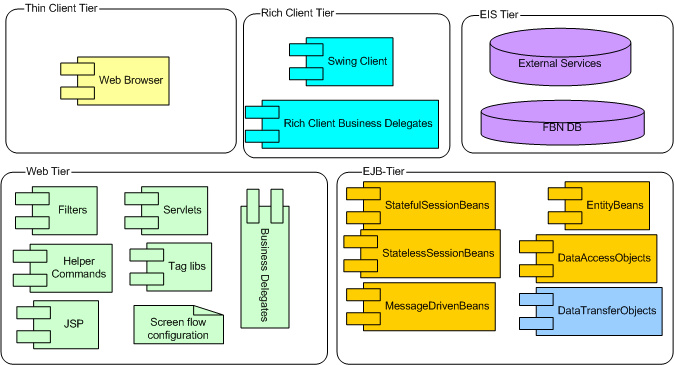 Thin Client Tier
Web Browser
Rich Client Tier
Swing Client
Rich Client Business Delegates
EIS Tier
External Services
FBN DB
Web Tier
Filters
Servlets
Helper
Commands
Tag libs
JSP
Screen flow
configuration
Business Delegates
EJB-Tier
StatefulSessionBeans
EntityBeans
StatelessSessionBeans
DataAccessObjects
MessageDrivenBeans
DataTransferObjects